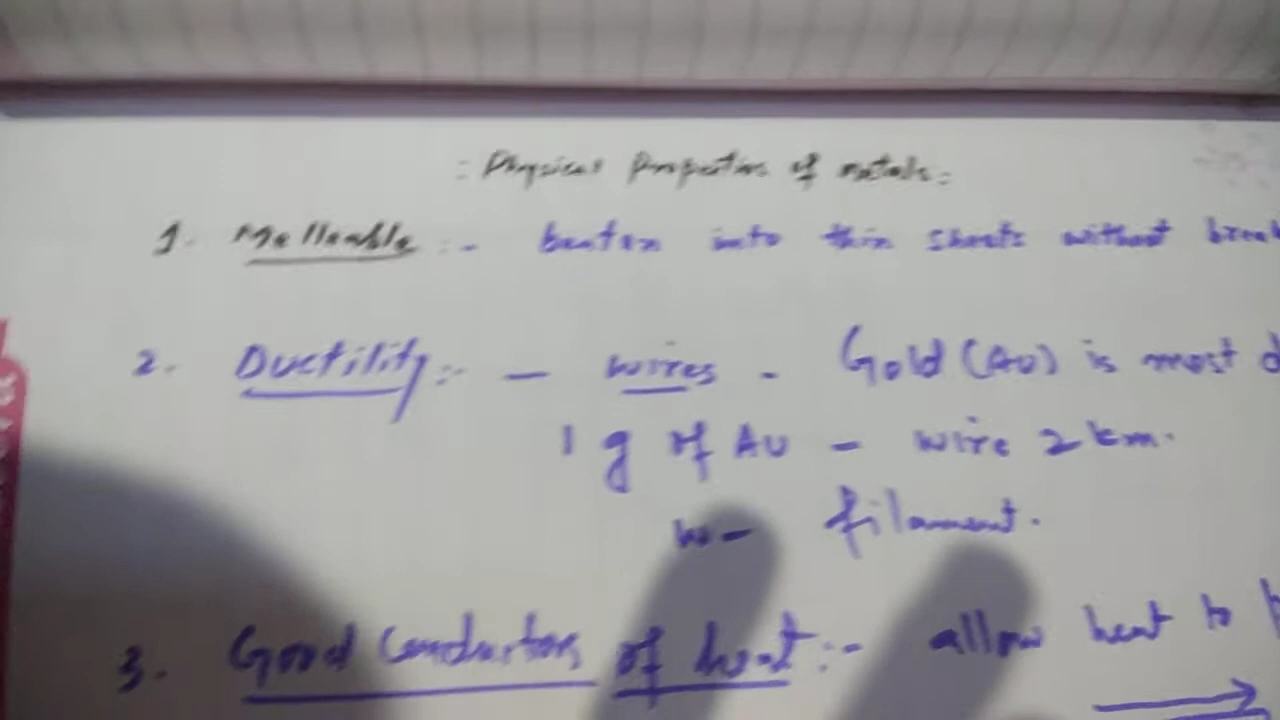 : Physical Properties of metals:
1. Malleable :- beaten into thin sheets without break
2. Ductility :- - wires - Gold (Au) is most d
1 g of Au - wire 2 km.
w - filament.
3. Good Conductors of heat :- allow heat to